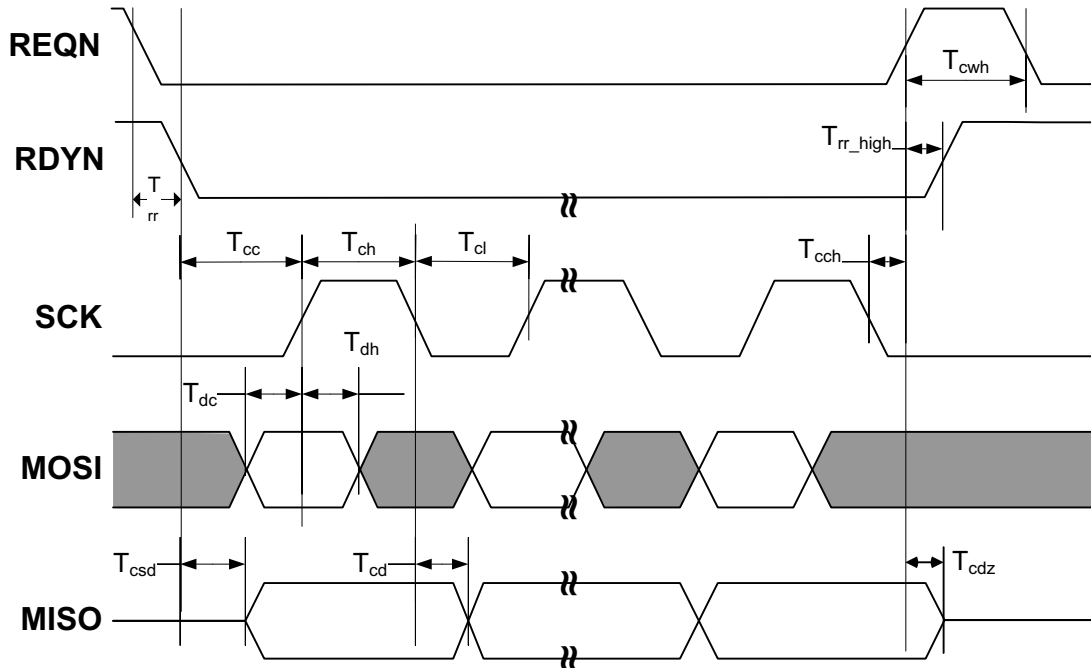 REQN
T_cwh
RDYN
T_rr_high
T_rr
T_cc T_ch T_cl
T_cch
SCK
T_dh
T_dc
MOSI
T_csd T_cd T_cdz
MISO